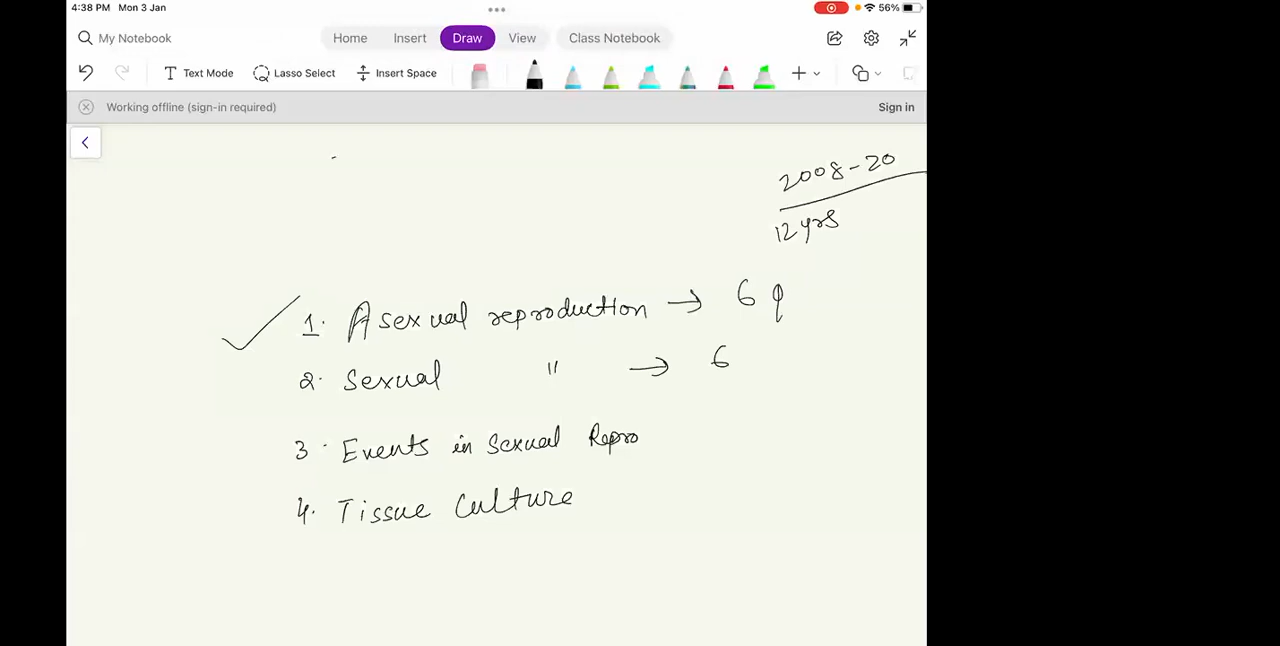 4:38 PM Mon 3 Jan
56%
My Notebook
Home Insert Draw View Class Notebook
Text Mode Lasso Select Insert Space
Working offline (sign-in required) Sign in
2008-20
12 yrs
1. Asexual reproduction → 6 q
2. Sexual " → 6
3. Events in Sexual Repro
4. Tissue Culture